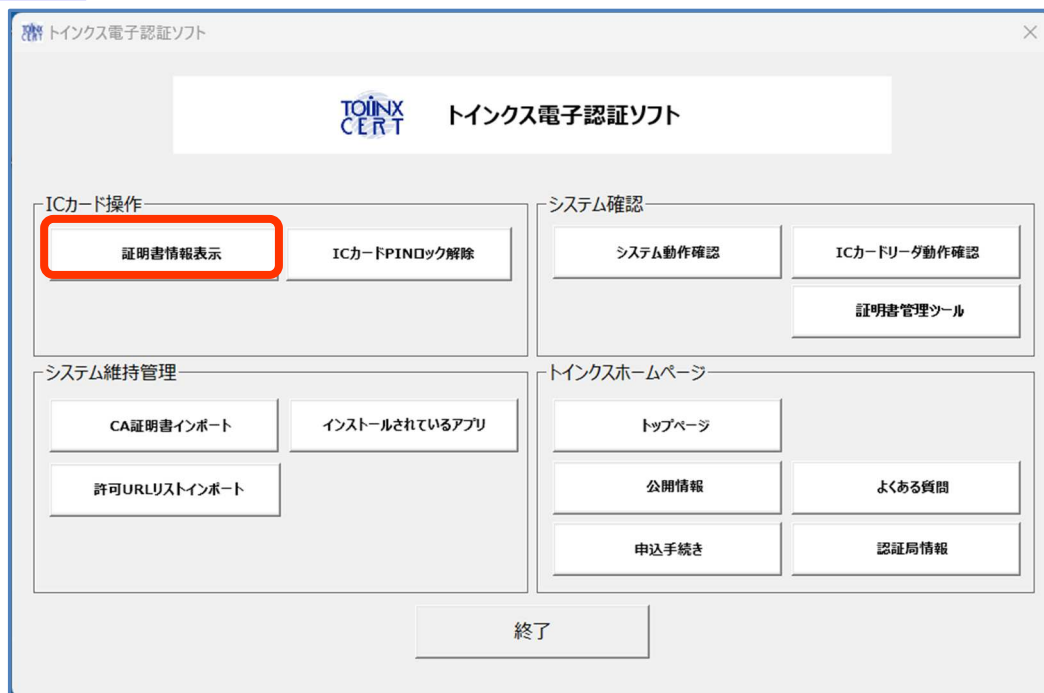 トインクス電子認証ソフト
TOiNX
CERT
トインクス電子認証ソフト
ICカード操作
証明書情報表示
ICカードPINロック解除
システム確認
システム動作確認
ICカードリーダ動作確認
証明書管理ツール
システム維持管理
CA証明書インポート
インストールされているアプリ
許可URLリストインポート
トインクスホームページ
トップページ
公開情報
よくある質問
申込手続き
認証局情報
終了